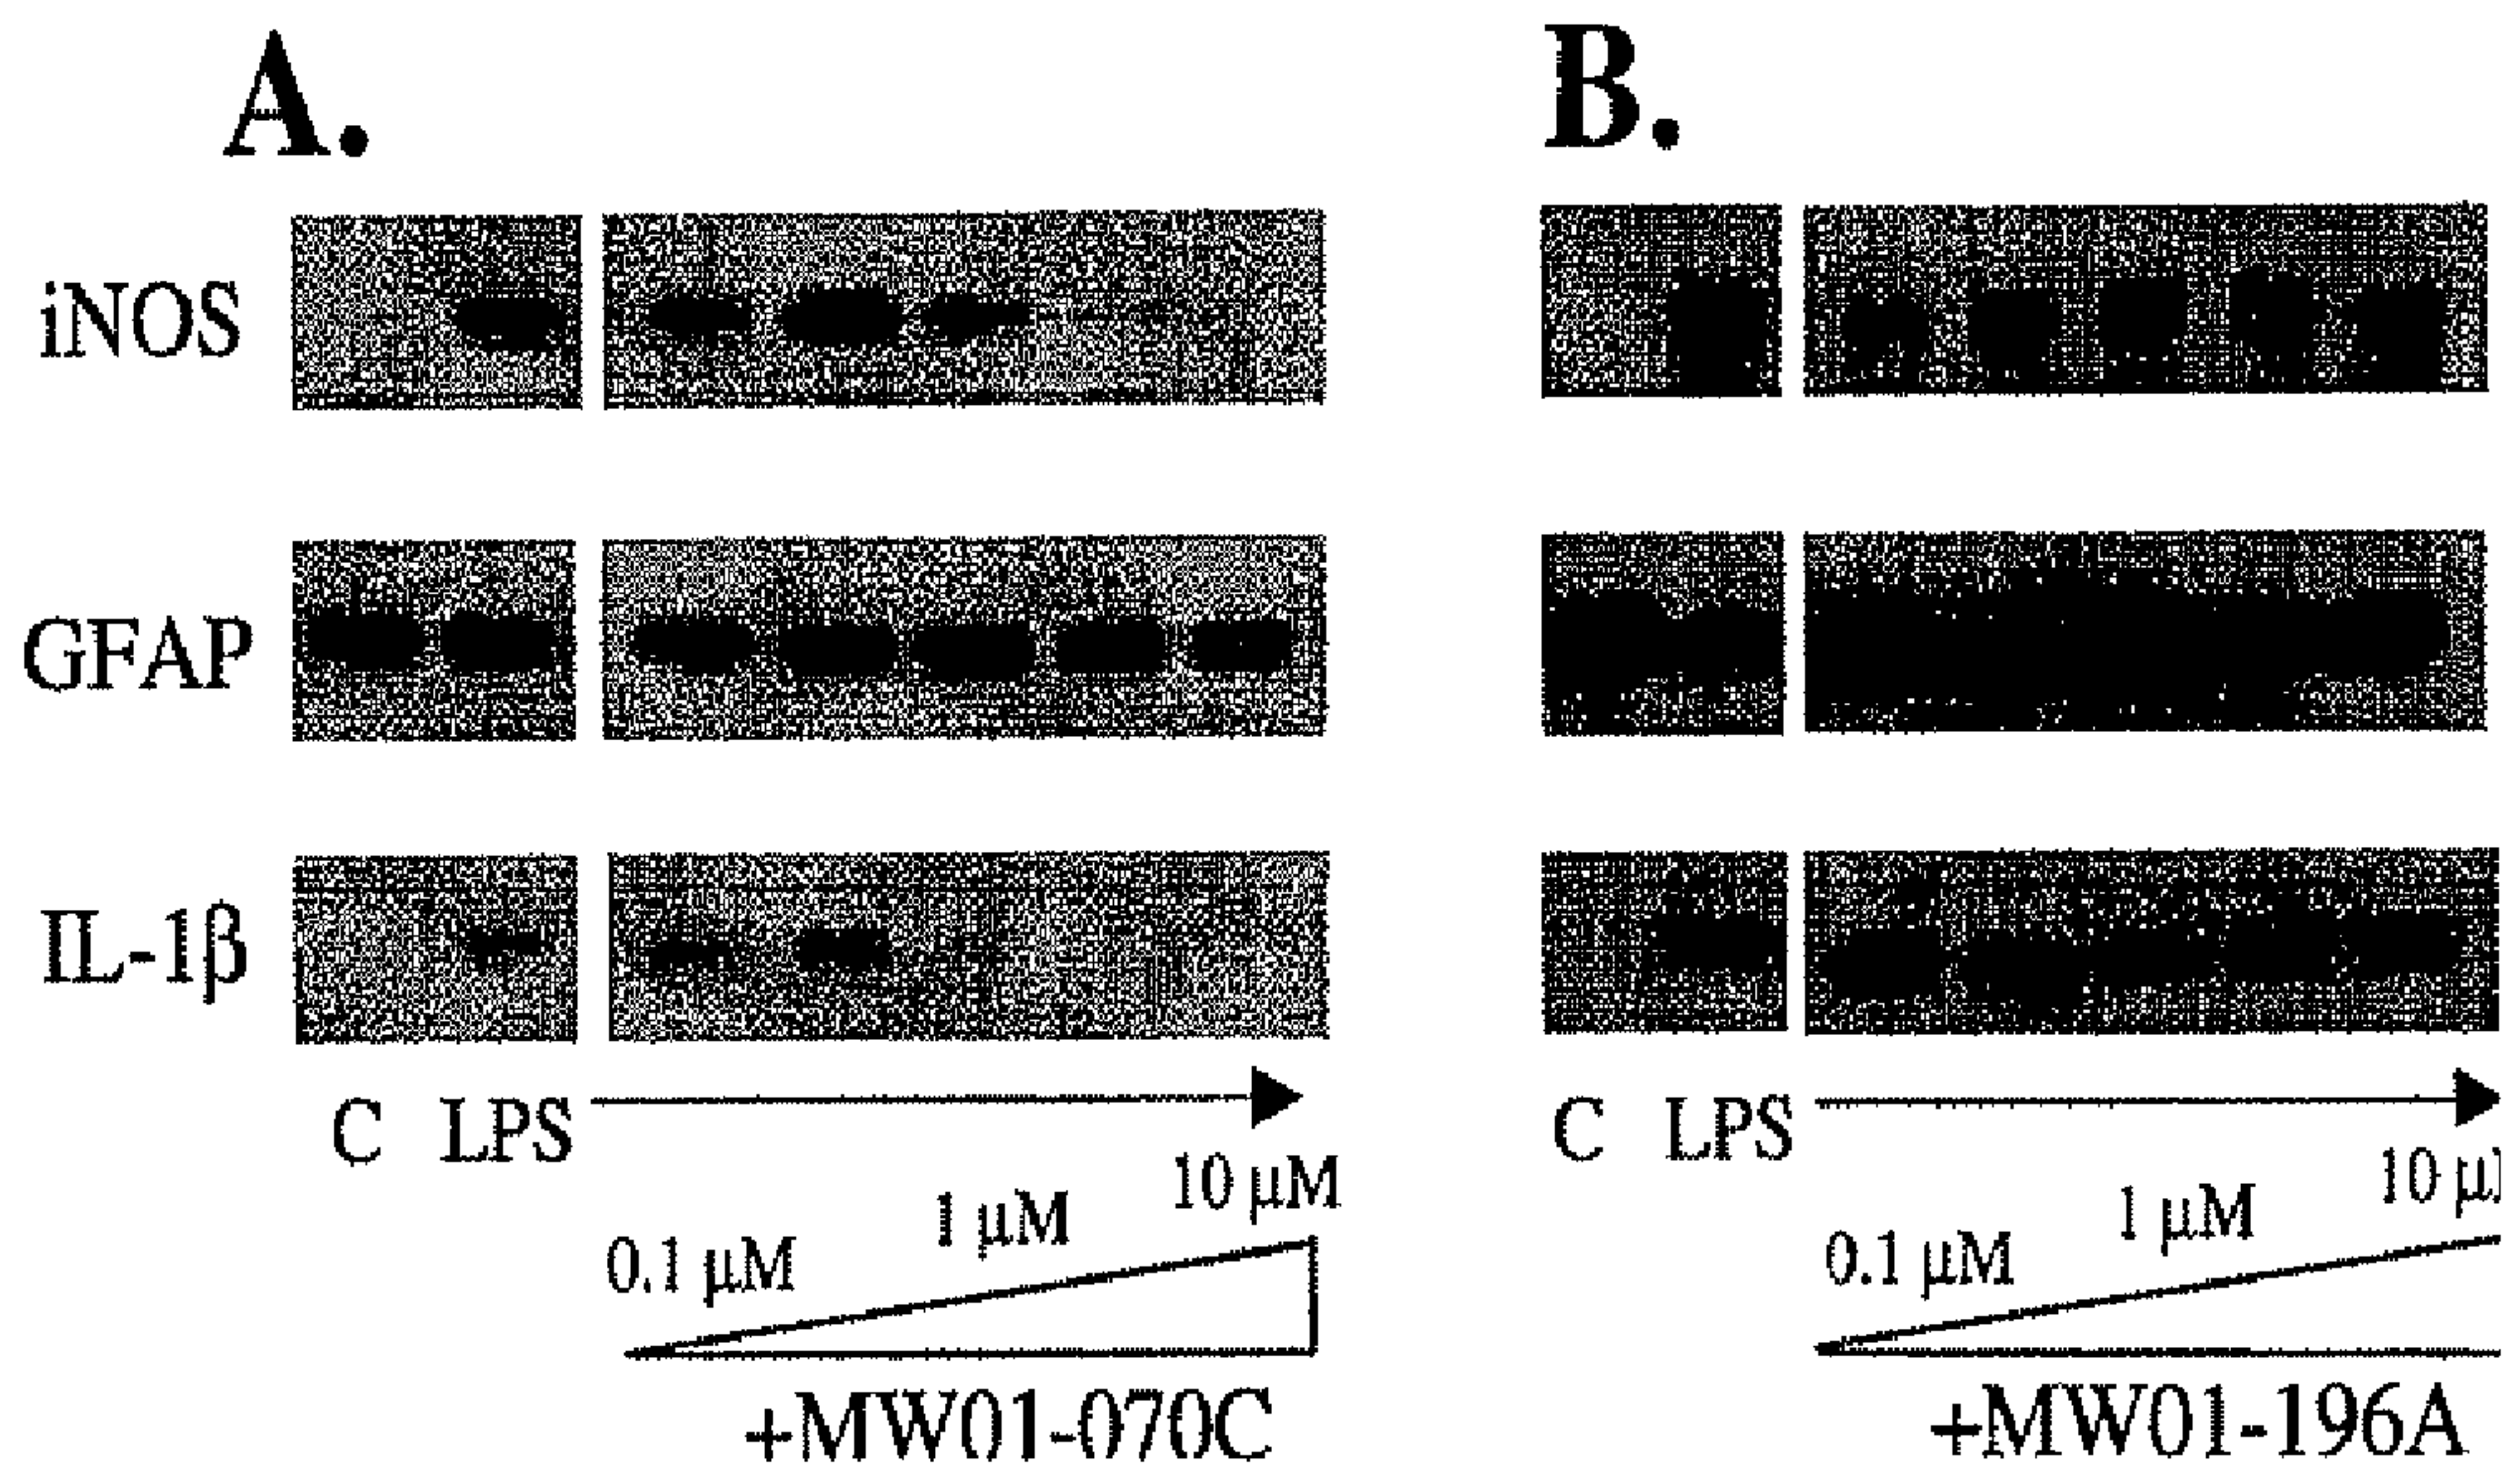 A.
B.
iNOS
GFAP
IL-1β
C LPS
0.1 μM 1 μM 10 μM
+MW01-070C
C LPS
0.1 μM 1 μM 10 μ
+MW01-196A